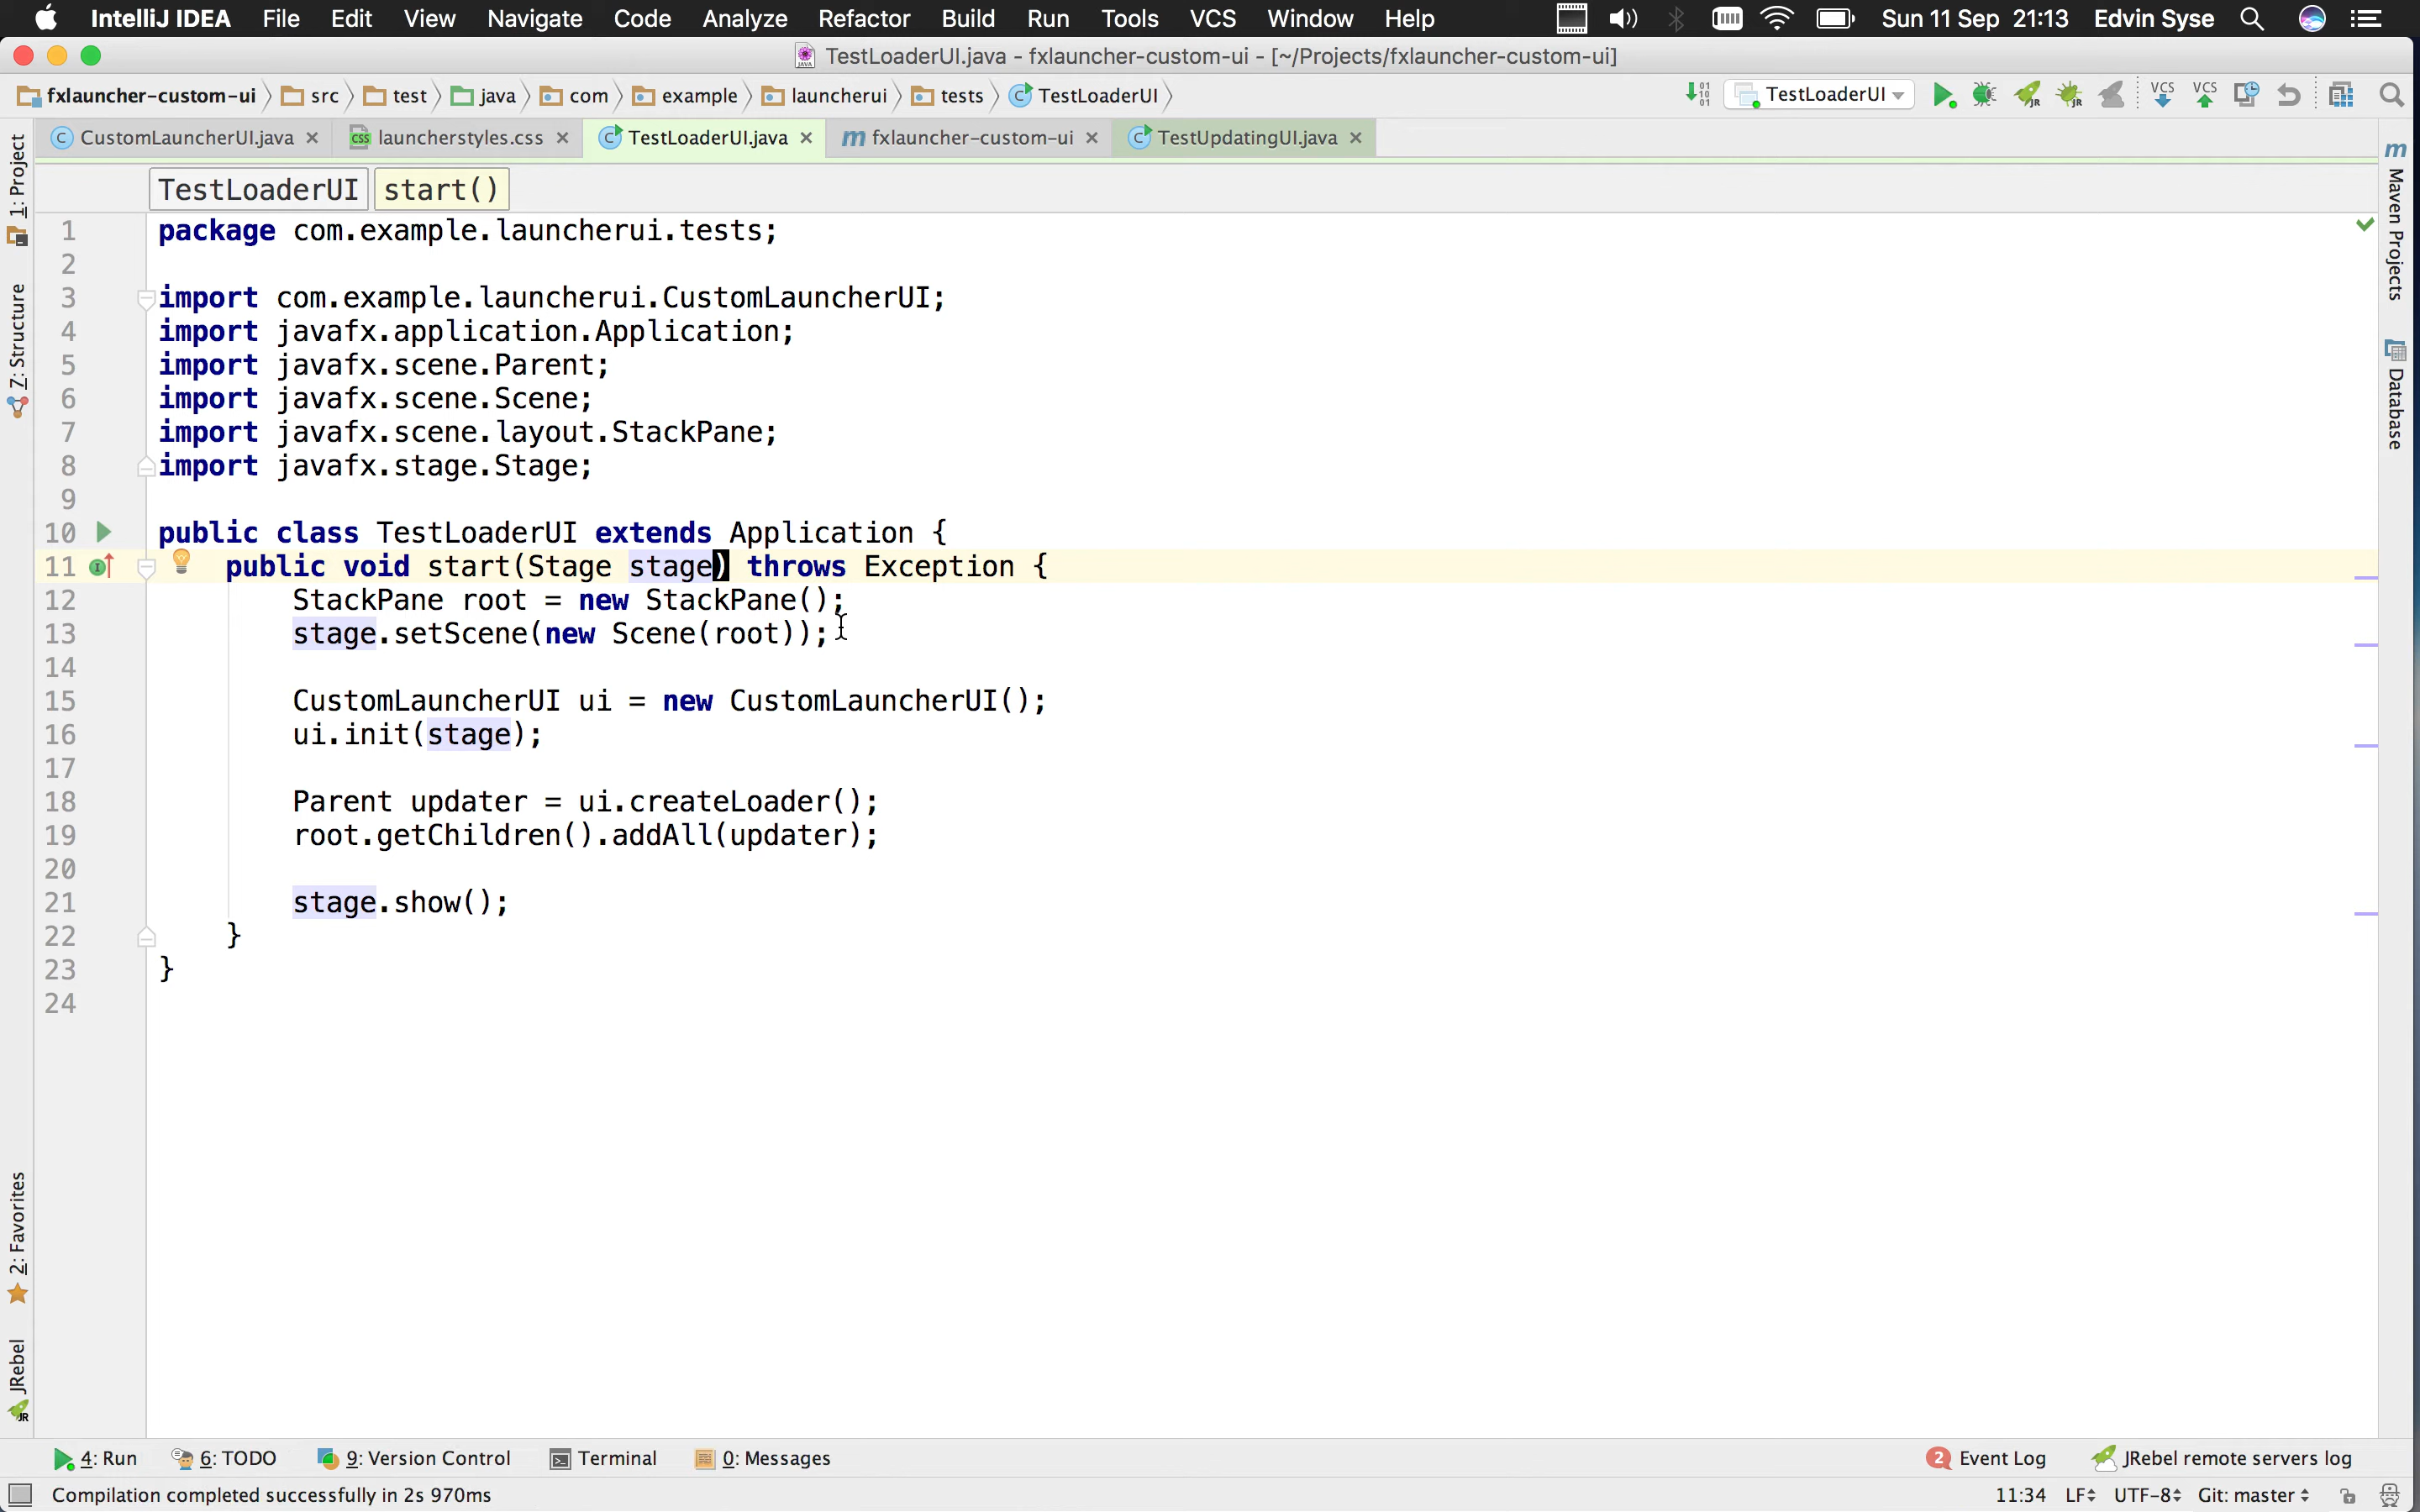 IntelliJ IDEA File Edit View Navigate Code Analyze Refactor Build Run Tools VCS Window Help Sun 11 Sep 21:13 Edvin Syse
TestLoaderUI.java - fxlauncher-custom-ui - [~/Projects/fxlauncher-custom-ui]
fxlauncher-custom-ui src test java com example launcherui tests TestLoaderUI TestLoaderUI
CustomLauncherUI.java launcherstyles.css TestLoaderUI.java fxlauncher-custom-ui TestUpdatingUI.java
TestLoaderUI start()
1 package com.example.launcherui.tests;
2
3 import com.example.launcherui.CustomLauncherUI;
4 import javafx.application.Application;
5 import javafx.scene.Parent;
6 import javafx.scene.Scene;
7 import javafx.scene.layout.StackPane;
8 import javafx.stage.Stage;
9
10 public class TestLoaderUI extends Application {
11 public void start(Stage stage) throws Exception {
12 StackPane root = new StackPane();
13 stage.setScene(new Scene(root));
14
15 CustomLauncherUI ui = new CustomLauncherUI();
16 ui.init(stage);
17
18 Parent updater = ui.createLoader();
19 root.getChildren().addAll(updater);
20
21 stage.show();
22 }
23 }
24
1: Project
7: Structure
2: Favorites
JRebel
Maven Projects
Database
4: Run 6: TODO 9: Version Control Terminal 0: Messages 2 Event Log JRebel remote servers log
Compilation completed successfully in 2s 970ms 11:34 LF UTF-8 Git: master